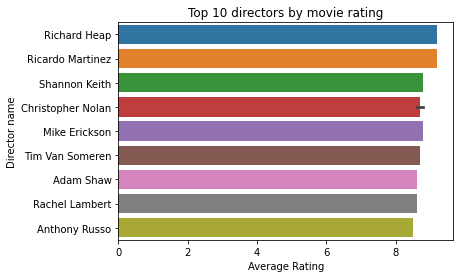 Top 10 directors by movie rating
Richard Heap
Ricardo Martinez
Shannon Keith
Christopher Nolan
Mike Erickson
Tim Van Someren
Adam Shaw
Rachel Lambert
Anthony Russo
Director name
0 2 4 6 8
Average Rating